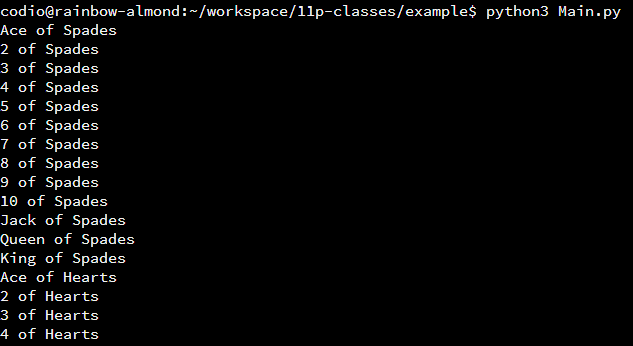 codio@rainbow-almond:~/workspace/11p-classes/example$ python3 Main.py
Ace of Spades
2 of Spades
3 of Spades
4 of Spades
5 of Spades
6 of Spades
7 of Spades
8 of Spades
9 of Spades
10 of Spades
Jack of Spades
Queen of Spades
King of Spades
Ace of Hearts
2 of Hearts
3 of Hearts
4 of Hearts